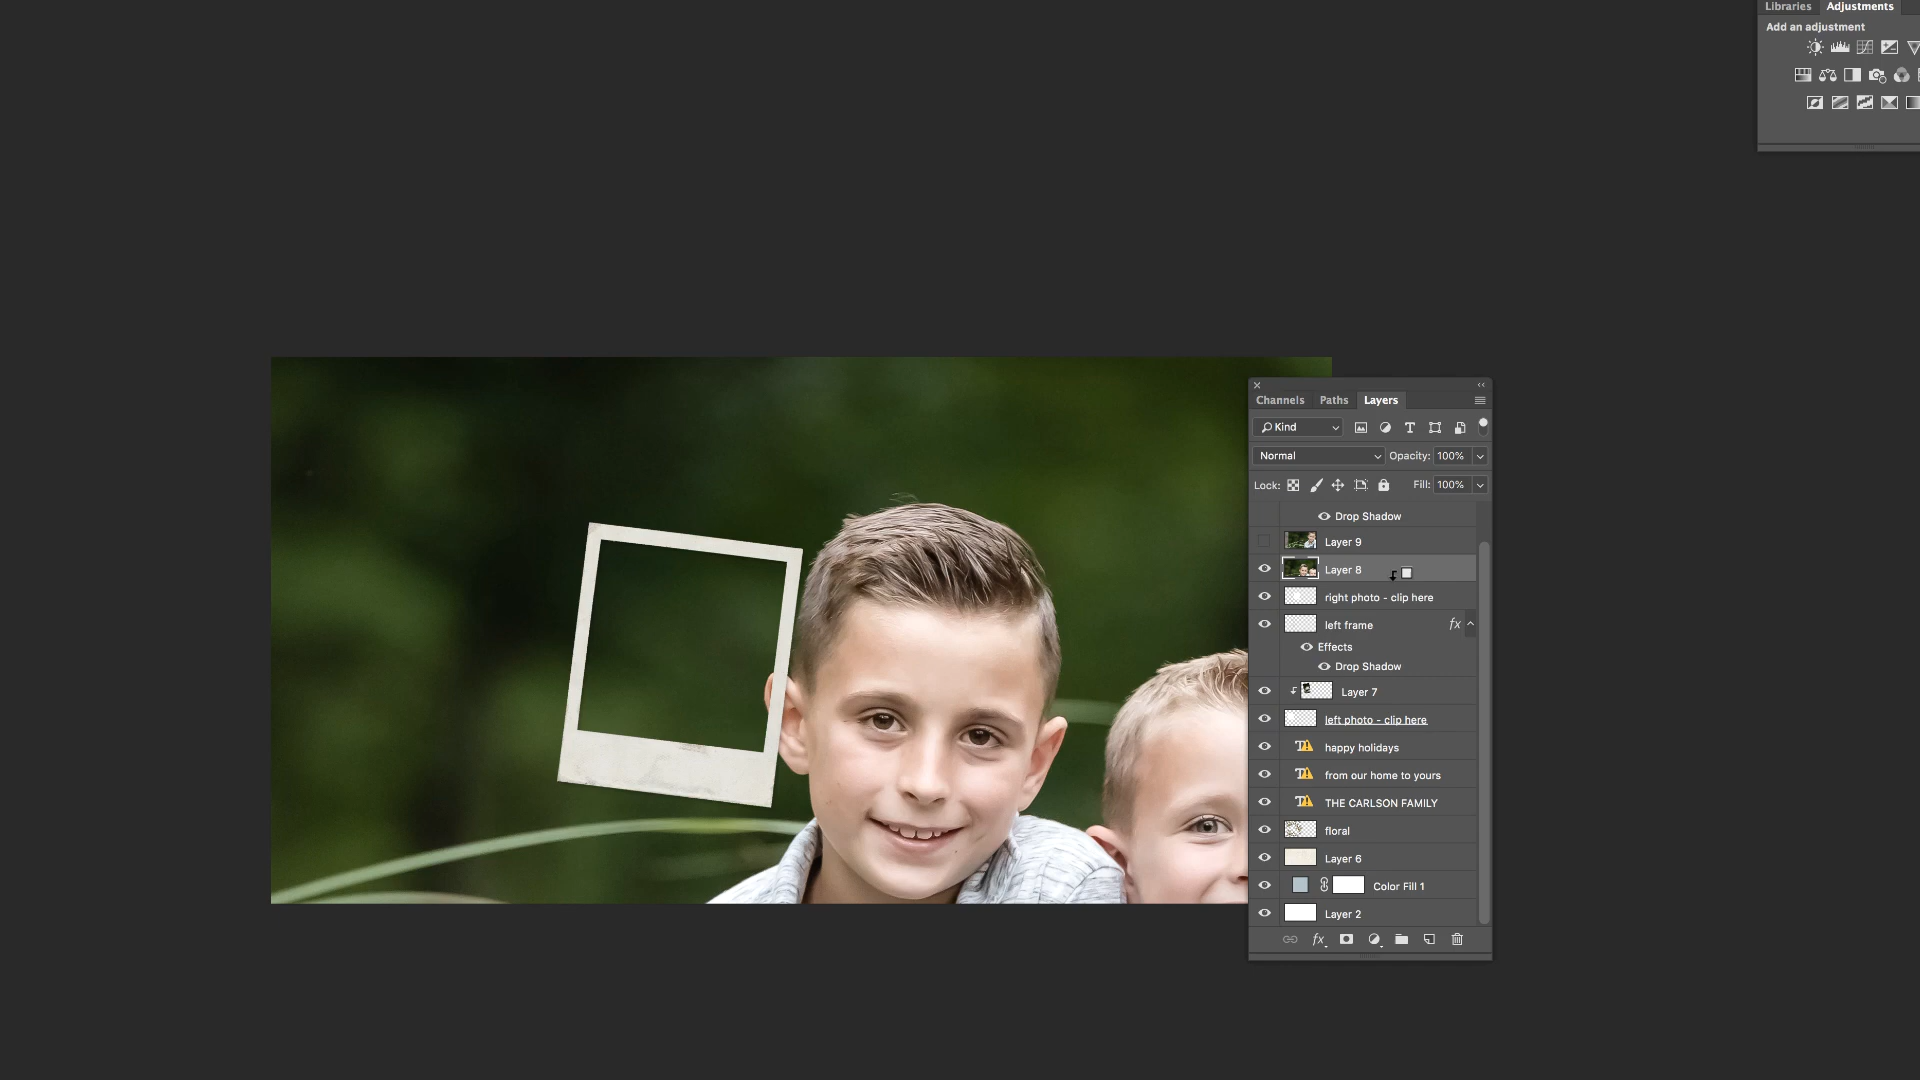 Libraries Adjustments
Add an adjustment
Channels Paths Layers
Kind
Normal Opacity: 100%
Lock: Fill: 100%
Drop Shadow
Layer 9
Layer 8
right photo - clip here
left frame fx
Effects
Drop Shadow
Layer 7
left photo - clip here
happy holidays
from our home to yours
THE CARLSON FAMILY
floral
Layer 6
Color Fill 1
Layer 2
fx